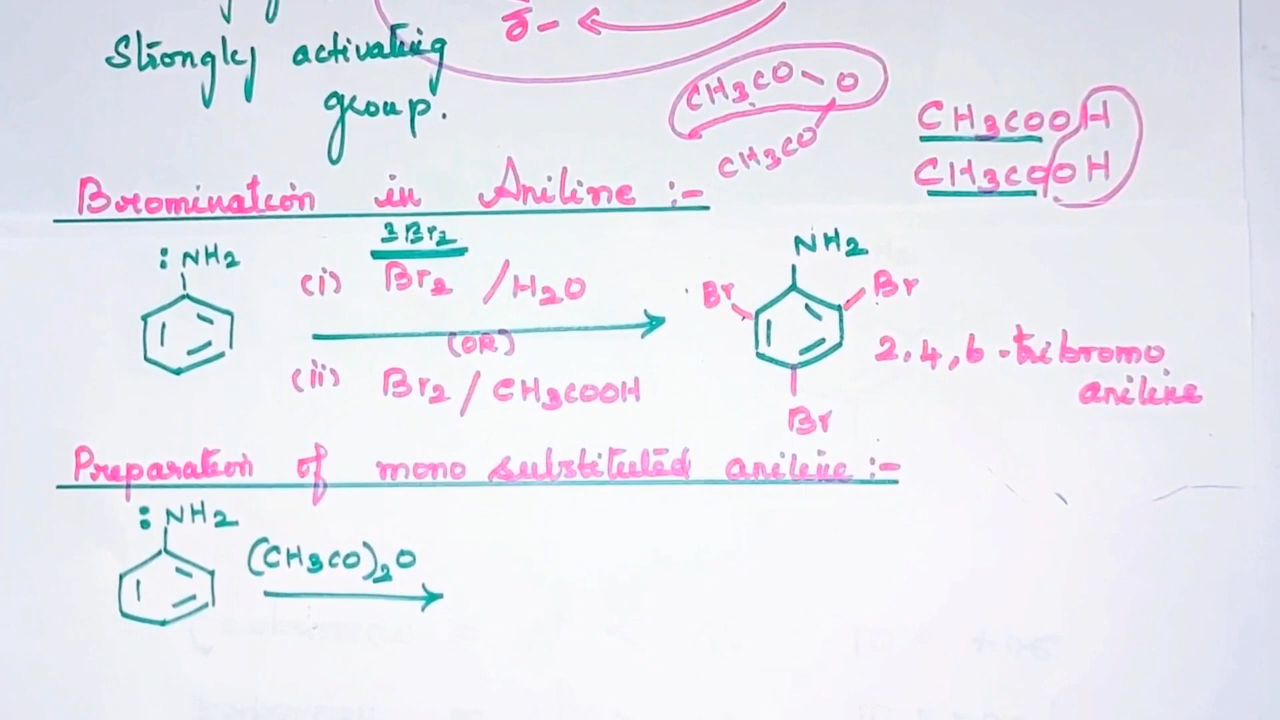 δ-
Strongly activating
group.
CH3CO
O
CH3CO
CH3COOH
CH3COOH
Bromination in Aniline :-
3Br2
:NH2
(i) Br2 /H2O
(OR)
(ii) Br2 / CH3COOH
NH2
Br
Br
Br
2,4,6-tribromo
aniline
Preparation of mono substituted aniline :-
:NH2
(CH3CO)2O